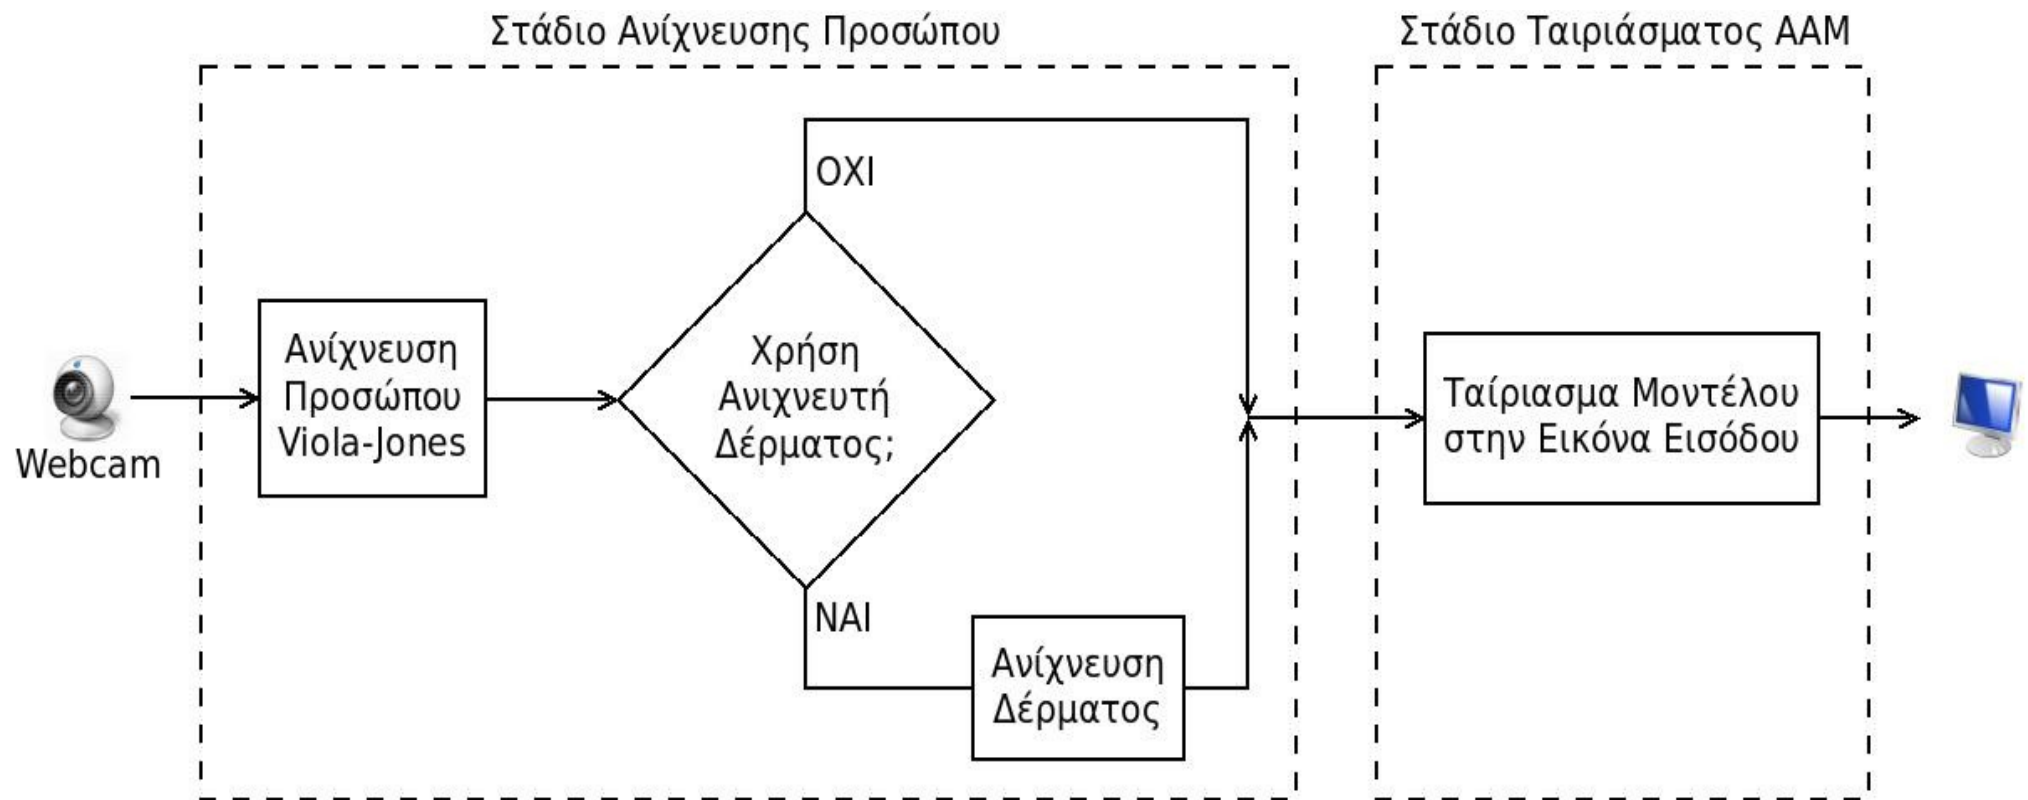 Στάδιο Ανίχνευσης Προσώπου
Στάδιο Ταιριάσματος ΑΑΜ
ΟΧΙ
Webcam
Ανίχνευση
Προσώπου
Viola-Jones
Χρήση
Ανιχνευτή
Δέρματος;
Ταίριασμα Μοντέλου
στην Εικόνα Εισόδου
ΝΑΙ
Ανίχνευση
Δέρματος